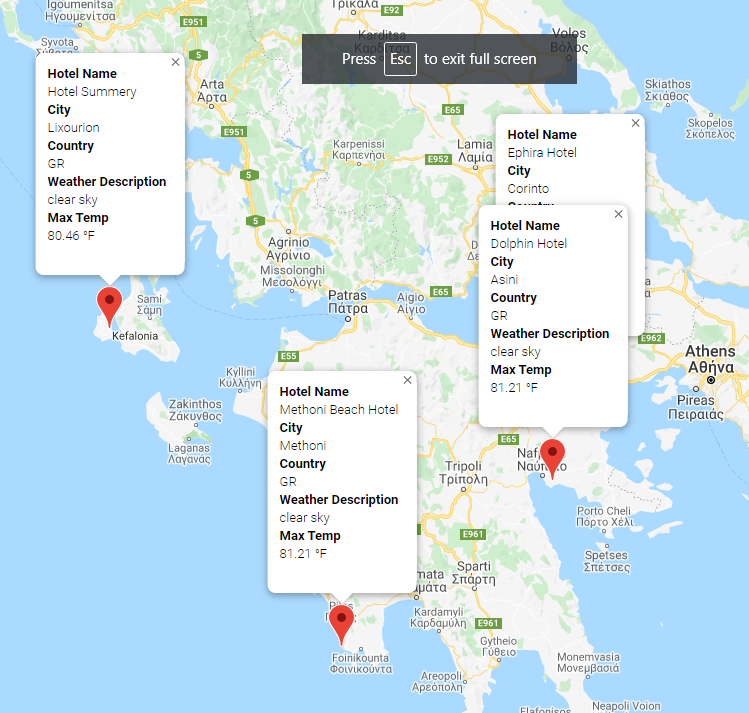 Igoumenitsa
Ηγουμενίτσα
Τρίκαλα
E92
E951
Karditsa
Volos
Βόλος
Press Esc to exit full screen
Syvota
5
Arta
Άρτα
Skiathos
Σκιάθος
Skopelos
Σκόπελος
E65
E951
Karpenissi
Καρπενήσι
E952
Lamia
Λαμία
5
5
Agrinio
Αγρίνιο
Missolonghi
Μεσολόγγι
Hotel Name
Hotel Summery
City
Lixourion
Country
GR
Weather Description
clear sky
Max Temp
80.46 °F
Hotel Name
Ephira Hotel
City
Corinto
Country
Hotel Name
Dolphin Hotel
City
Asini
Country
GR
Weather Description
clear sky
Max Temp
81.21 °F
Sami
Σάμη
Kefalonia
Patras
Πάτρα
Aigio
Αίγιο
E65
E962
Athens
Αθήνα
Pireas
Πειραιάς
E55
Kyllini
Κυλλήνη
Zakinthos
Ζάκυνθος
Laganas
Λαγανάς
Hotel Name
Methoni Beach Hotel
City
Methoni
Country
GR
Weather Description
clear sky
Max Temp
81.21 °F
E65
Tripoli
Τρίπολη
Porto Cheli
Πόρτο Χέλι
E961
Spetses
Σπέτσες
Sparti
Σπάρτη
Kardamyli
Καρδαμύλη
E961
Gytheio
Γύθειο
Foinikounta
Φοινικούντα
Areopoli
Αρεόπολη
Monemvasia
Μονεμβασιά
Elafonisos
Neapoli Voion